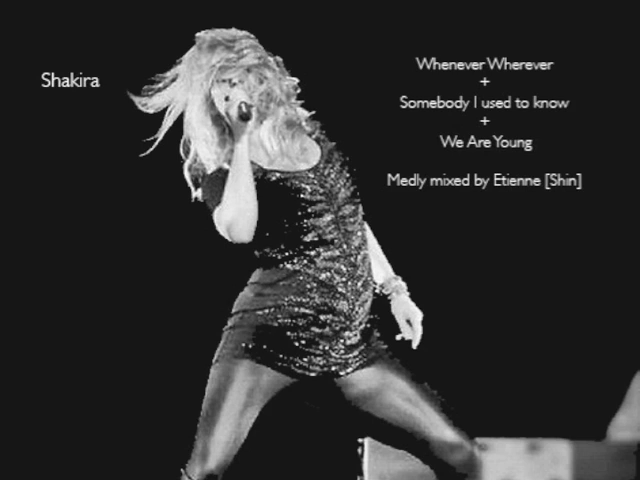 Shakira
Whenever Wherever
+
Somebody I used to know
+
We Are Young
Medly mixed by Etienne [Shin]